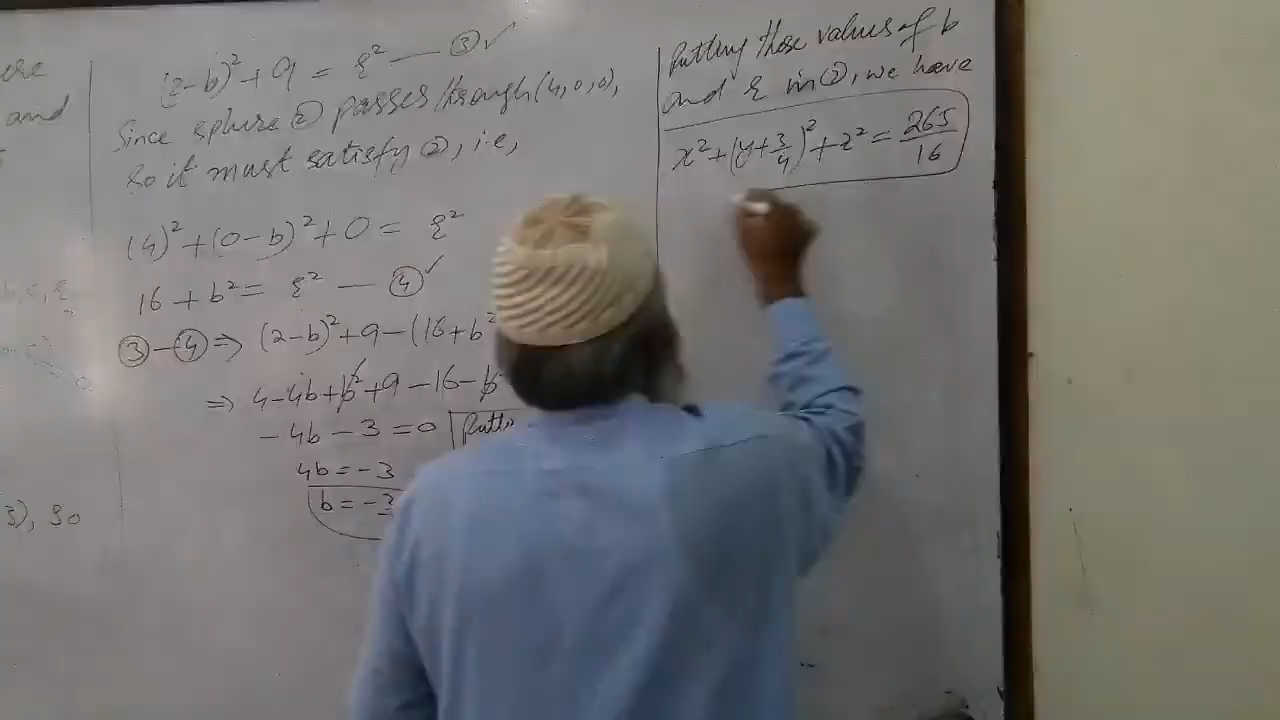 ere
and
3), so
(2-b)² + 9 = r² — ③ ✓
Since sphere ② passes through (4,0,0),
so it must satisfy ②, i.e,
(4)² + (0-b)² + 0 = r²
16 + b² = r² — ④ ✓
③-④ ⇒ (2-b)² + 9 - (16 + b²
⇒ 4 - 4b + b² + 9 - 16 - b
-4b - 3 = 0
4b = -3
b = -3
Putting these values of b
and r in ②, we have
x² + (y + 3/4)² + z² = 265/16